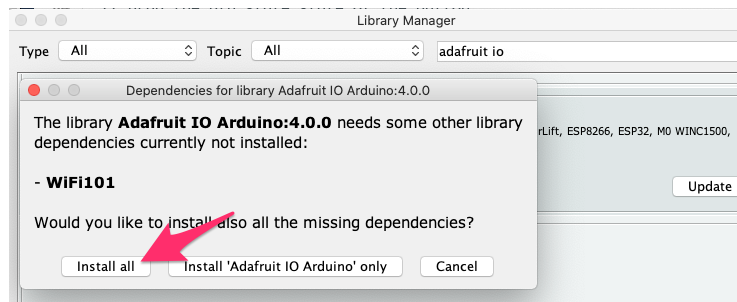 Library Manager
Type All Topic All adafruit io
Dependencies for library Adafruit IO Arduino:4.0.0
The library Adafruit IO Arduino:4.0.0 needs some other library
dependencies currently not installed:
rLift, ESP8266, ESP32, M0 WINC1500,
- WiFi101
Update
Would you like to install also all the missing dependencies?
Install all Install 'Adafruit IO Arduino' only Cancel